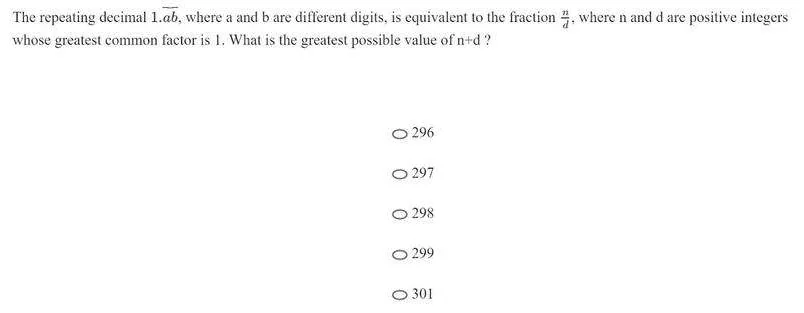 The repeating decimal 1.\overline{ab}, where a and b are different digits, is equivalent to the fraction \frac{n}{d}, where n and d are positive integers
whose greatest common factor is 1. What is the greatest possible value of n+d ?
296
297
298
299
301